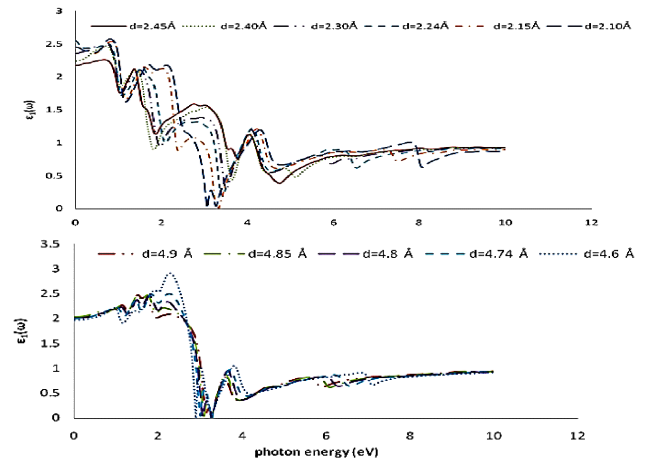 d=2.45Å d=2.40Å d=2.30Å d=2.24Å d=2.15Å d=2.10Å
3
2.5
2
1.5
1
0.5
0
ε₁(ω)
0 2 4 6 8 10 12
d=4.9 Å d=4.85 Å d=4.8 Å d=4.74 Å d=4.6 Å
3.5
3
2.5
2
1.5
1
0.5
0
ε₁(ω)
0 2 4 6 8 10 12
photon energy (eV)